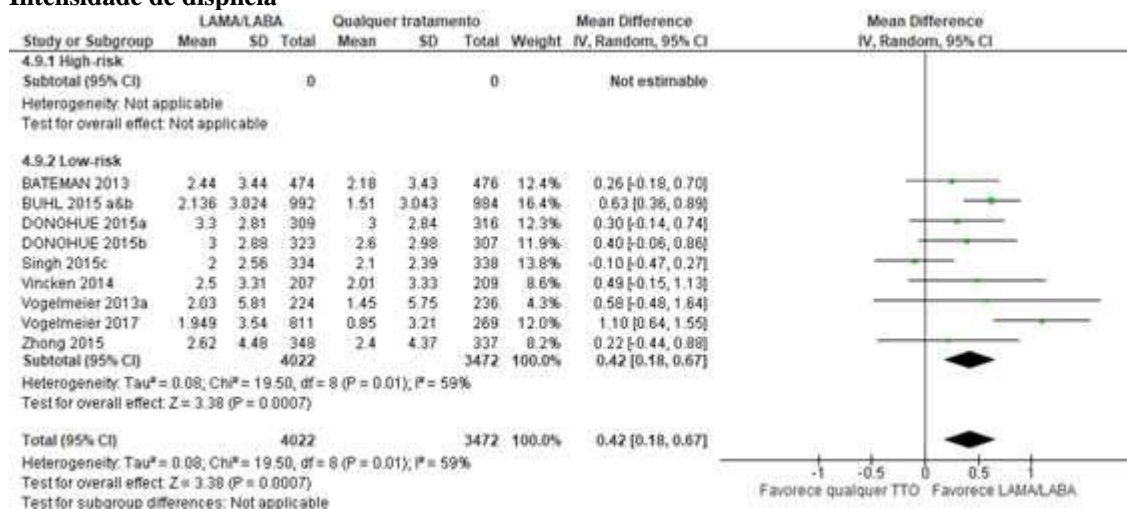 Intensidade de dispneia
LAMA/LABA Qualquer tratamento Mean Difference Mean Difference
Study or Subgroup Mean SD Total Mean SD Total Weight IV, Random, 95% CI IV, Random, 95% CI
4.9.1 High-risk
Subtotal (95% CI) 0 0 Not estimable
Heterogeneity: Not applicable
Test for overall effect: Not applicable
4.9.2 Low-risk
BATEMAN 2013 2.44 3.44 474 2.18 3.43 476 12.4% 0.26 [-0.18, 0.70]
BUHL 2015 a&b 2.136 3.024 992 1.51 3.043 984 16.4% 0.63 [0.36, 0.89]
DONOHUE 2015a 3.3 2.81 309 3 2.84 316 12.3% 0.30 [-0.14, 0.74]
DONOHUE 2015b 3 2.88 323 2.6 2.98 307 11.9% 0.40 [-0.06, 0.86]
Singh 2015c 2 2.56 334 2.1 2.39 338 13.8% -0.10 [-0.47, 0.27]
Vincken 2014 2.5 3.31 207 2.01 3.33 209 8.6% 0.49 [-0.15, 1.13]
Vogelmeier 2013a 2.03 5.81 224 1.45 5.75 236 4.3% 0.58 [-0.48, 1.64]
Vogelmeier 2017 1.949 3.54 811 0.85 3.21 269 12.0% 1.10 [0.64, 1.55]
Zhong 2015 2.62 4.48 348 2.4 4.37 337 8.2% 0.22 [-0.44, 0.88]
Subtotal (95% CI) 4022 3472 100.0% 0.42 [0.18, 0.67]
Heterogeneity: Tau² = 0.08; Chi² = 19.50, df = 8 (P = 0.01); I² = 59%
Test for overall effect: Z = 3.38 (P = 0.0007)
Total (95% CI) 4022 3472 100.0% 0.42 [0.18, 0.67]
Heterogeneity: Tau² = 0.08; Chi² = 19.50, df = 8 (P = 0.01); I² = 59%
Test for overall effect: Z = 3.38 (P = 0.0007)
Test for subgroup differences: Not applicable
-1 -0.5 0 0.5 1
Favorece qualquer TTO Favorece LAMA/LABA